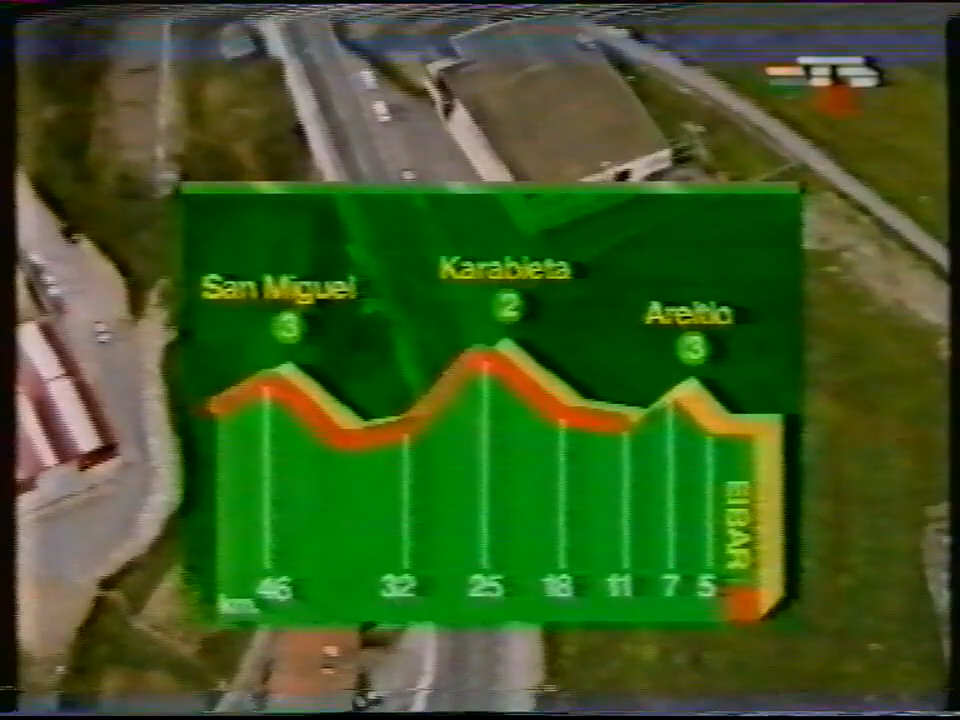 San Miguel
3
Karabieta
2
Areitio
3
km. 46 32 25 18 11 7 5
EIBAR